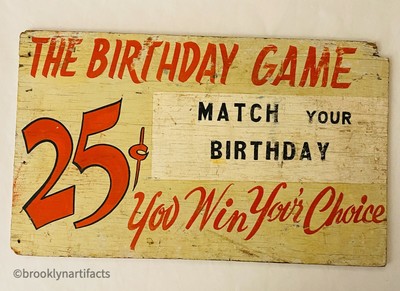 THE BIRTHDAY GAME
25¢
MATCH YOUR
BIRTHDAY
You Win Your Choice
©brooklynartifacts